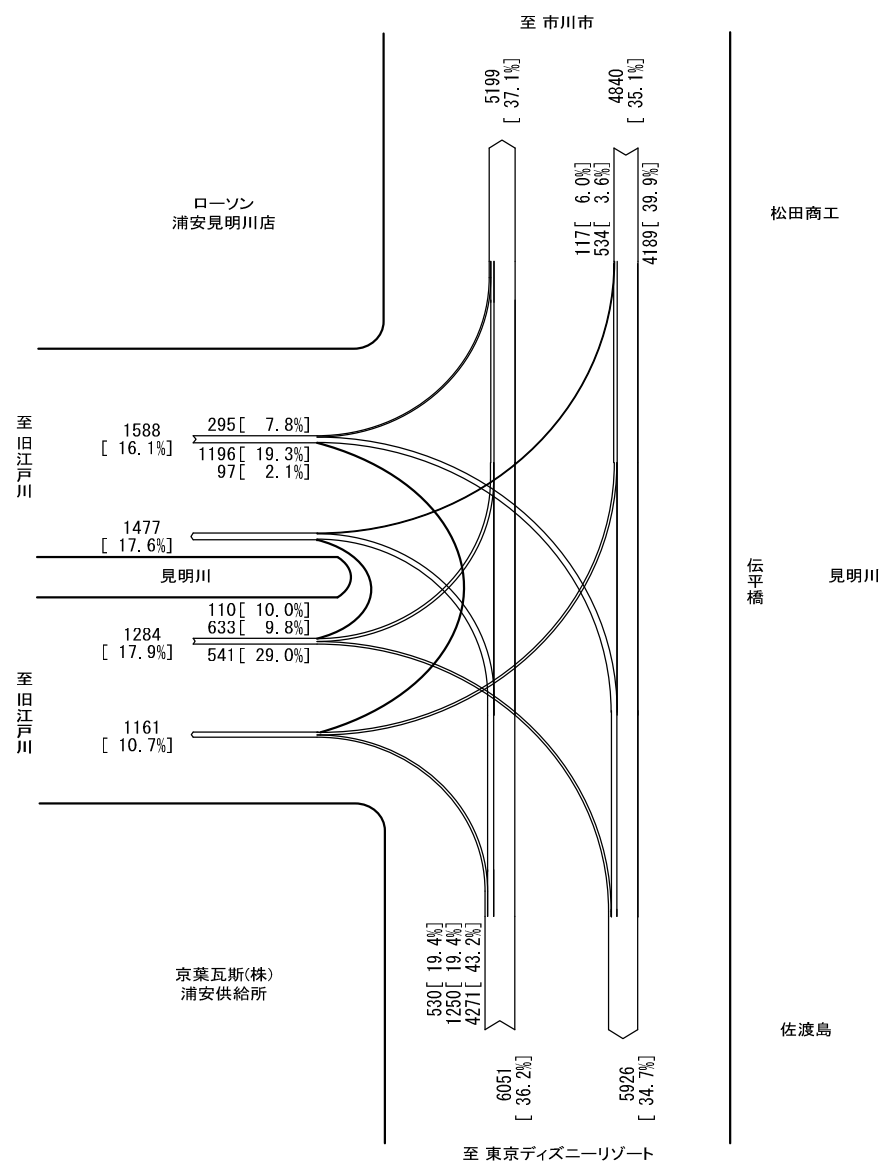 至 市川市
5199
[ 37.1%]
4840
[ 35.1%]
117[ 6.0%]
534[ 3.6%]
4189[ 39.9%]
ローソン
浦安見明川店
松田商工
至 旧江戸川
1588
[ 16.1%]
295[ 7.8%]
1196[ 19.3%]
97[ 2.1%]
1477
[ 17.6%]
見明川
伝平橋
見明川
110[ 10.0%]
633[ 9.8%]
541[ 29.0%]
1284
[ 17.9%]
至 旧江戸川
1161
[ 10.7%]
530[ 19.4%]
1250[ 19.4%]
4271[ 43.2%]
京葉瓦斯(株)
浦安供給所
佐渡島
6051
[ 36.2%]
5926
[ 34.7%]
至 東京ディズニーリゾート